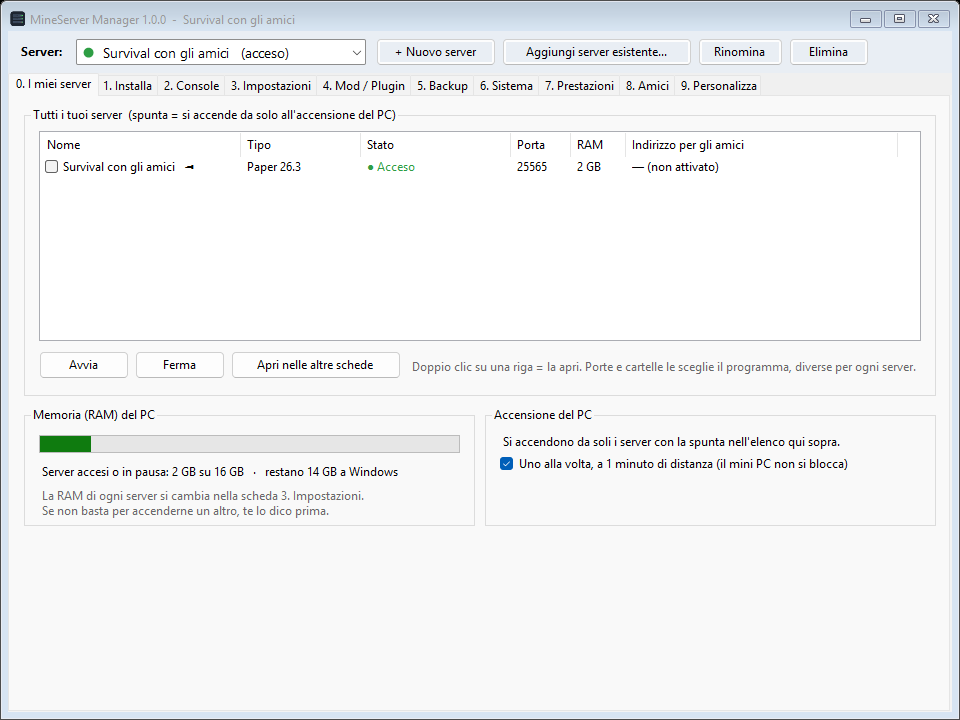 MineServer Manager 1.0.0 - Survival con gli amici
Server: Survival con gli amici (acceso) + Nuovo server Aggiungi server esistente... Rinomina Elimina
0. I miei server 1. Installa 2. Console 3. Impostazioni 4. Mod / Plugin 5. Backup 6. Sistema 7. Prestazioni 8. Amici 9. Personalizza
Tutti i tuoi server (spunta = si accende da solo all'accensione del PC)
Nome Tipo Stato Porta RAM Indirizzo per gli amici
Survival con gli amici ◄ Paper 26.3 ● Acceso 25565 2 GB — (non attivato)
Avvia Ferma Apri nelle altre schede Doppio clic su una riga = la apri. Porte e cartelle le sceglie il programma, diverse per ogni server.
Memoria (RAM) del PC
Server accesi o in pausa: 2 GB su 16 GB · restano 14 GB a Windows
La RAM di ogni server si cambia nella scheda 3. Impostazioni.
Se non basta per accenderne un altro, te lo dico prima.
Accensione del PC
Si accendono da soli i server con la spunta nell'elenco qui sopra.
Uno alla volta, a 1 minuto di distanza (il mini PC non si blocca)